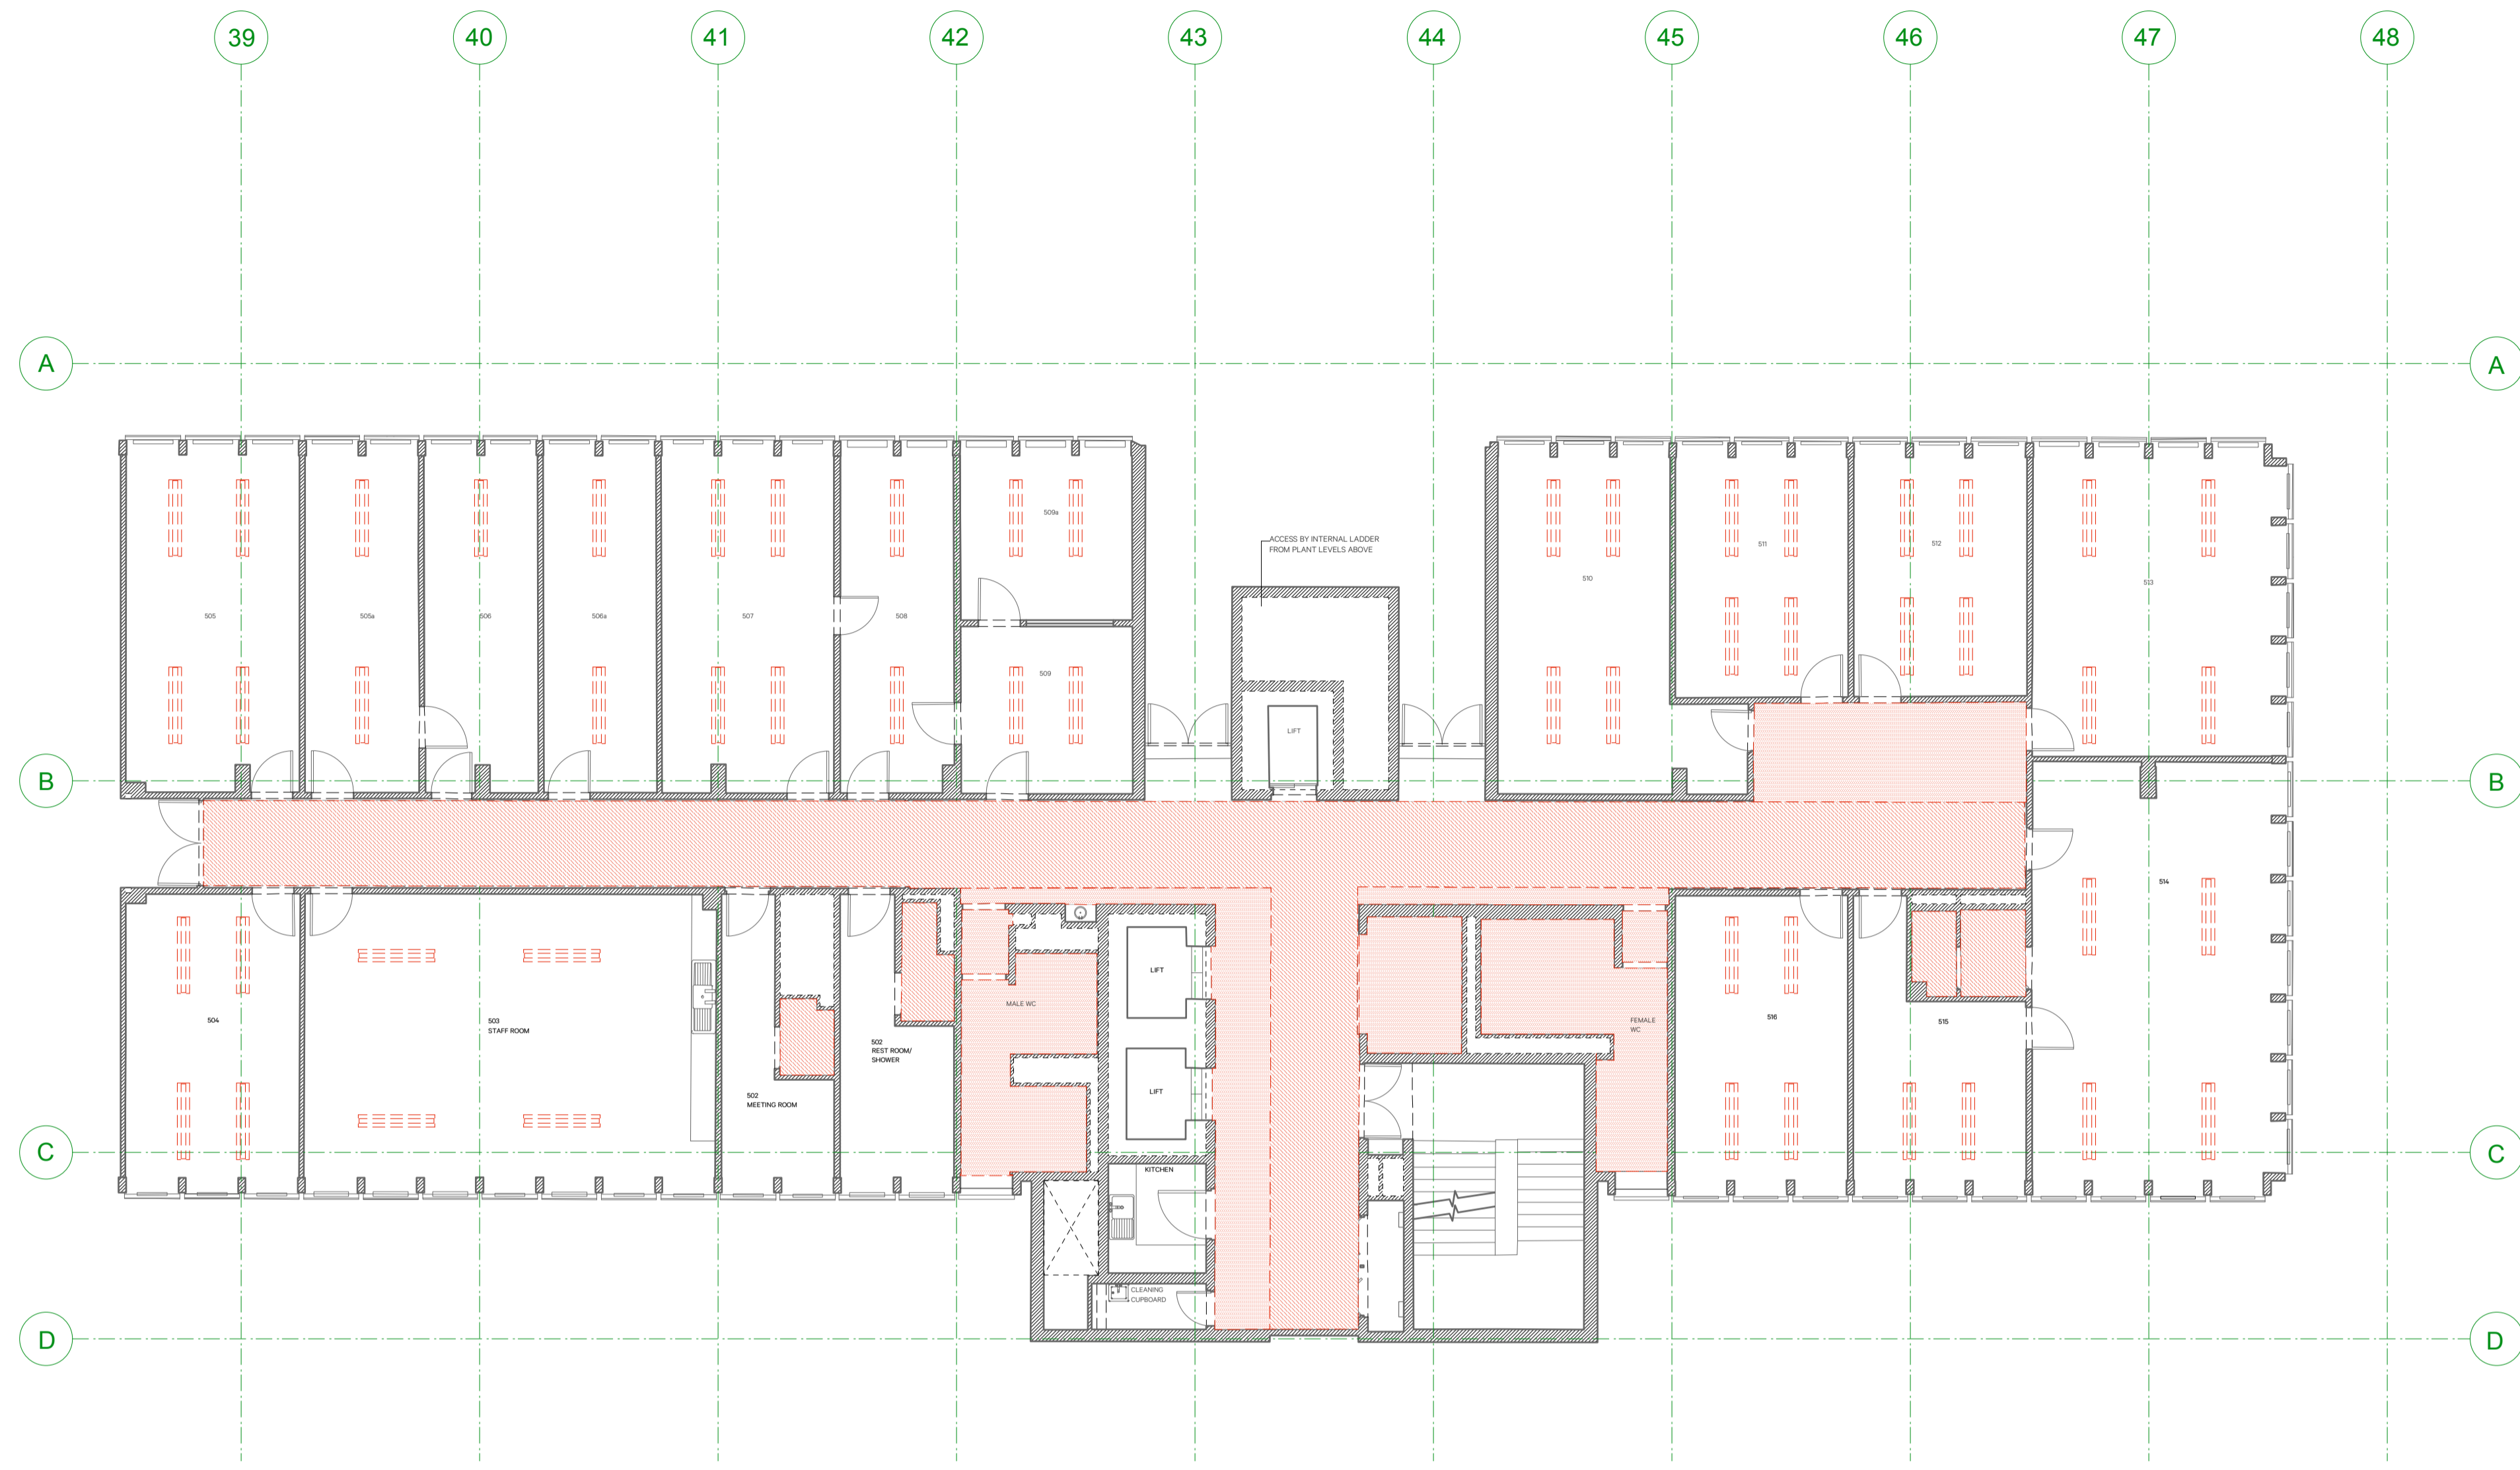 39
40
41
42
43
44
45
46
47
48
A
A
509a
ACCESS BY INTERNAL LADDER
FROM PLANT LEVELS ABOVE
511
512
510
513
505
505a
506
506a
507
508
509
LIFT
B
B
514
LIFT
MALE WC
504
503
STAFF ROOM
FEMALE
WC
516
515
502
REST ROOM/
SHOWER
LIFT
502
MEETING ROOM
C
C
KITCHEN
CLEANING
CUPBOARD
D
D